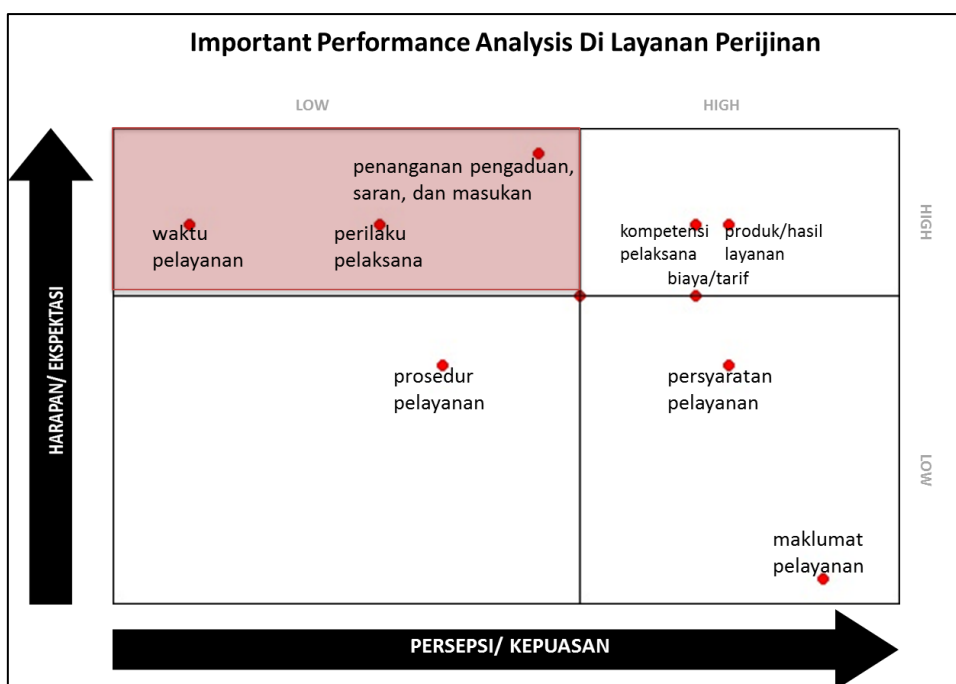 Important Performance Analysis Di Layanan Perijinan
LOW
HIGH
penanganan pengaduan,
saran, dan masukan
waktu
pelayanan
perilaku
pelaksana
kompetensi
pelaksana
produk/hasil
layanan
biaya/tarif
HIGH
HARAPAN/ EKSPEKTASI
prosedur
pelayanan
persyaratan
pelayanan
LOW
maklumat
pelayanan
PERSEPSI/ KEPUASAN